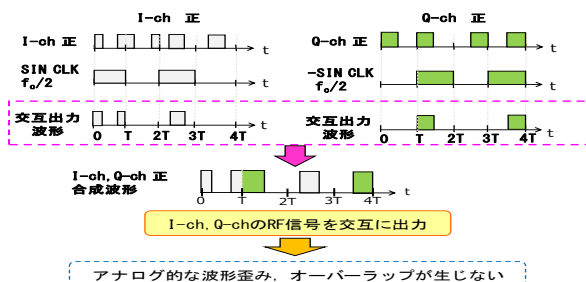 I-ch 正
Q-ch 正
I-ch 正
t
Q-ch 正
t
SIN CLK
fc/2
t
-SIN CLK
fc/2
t
交互出力
波形
0 T 2T 3T 4T
t
交互出力
波形
0 T 2T 3T 4T
t
I-ch, Q-ch 正
合成波形
0 T 2T 3T 4T
t
I-ch, Q-chのRF信号を交互に出力
アナログ的な波形歪み, オーバーラップが生じない